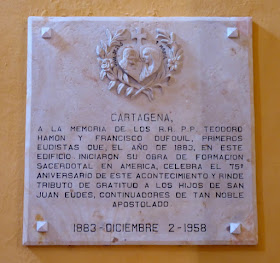 CARTAGENA,
A LA MEMORIA DE LOS R.R. P.P. TEODORO
HAMON Y FRANCISCO DUFOUIL, PRIMEROS
EUDISTAS QUE, EL AÑO DE 1883, EN ESTE
EDIFICIO INICIARON SU OBRA DE FORMACION
SACERDOTAL EN AMERICA, CELEBRA EL 75º
ANIVERSARIO DE ESTE ACONTECIMIENTO Y RINDE
TRIBUTO DE GRATITUD A LOS HIJOS DE SAN
JUAN EUDES, CONTINUADORES DE TAN NOBLE
APOSTOLADO.
1883-DICIEMBRE 2-1958